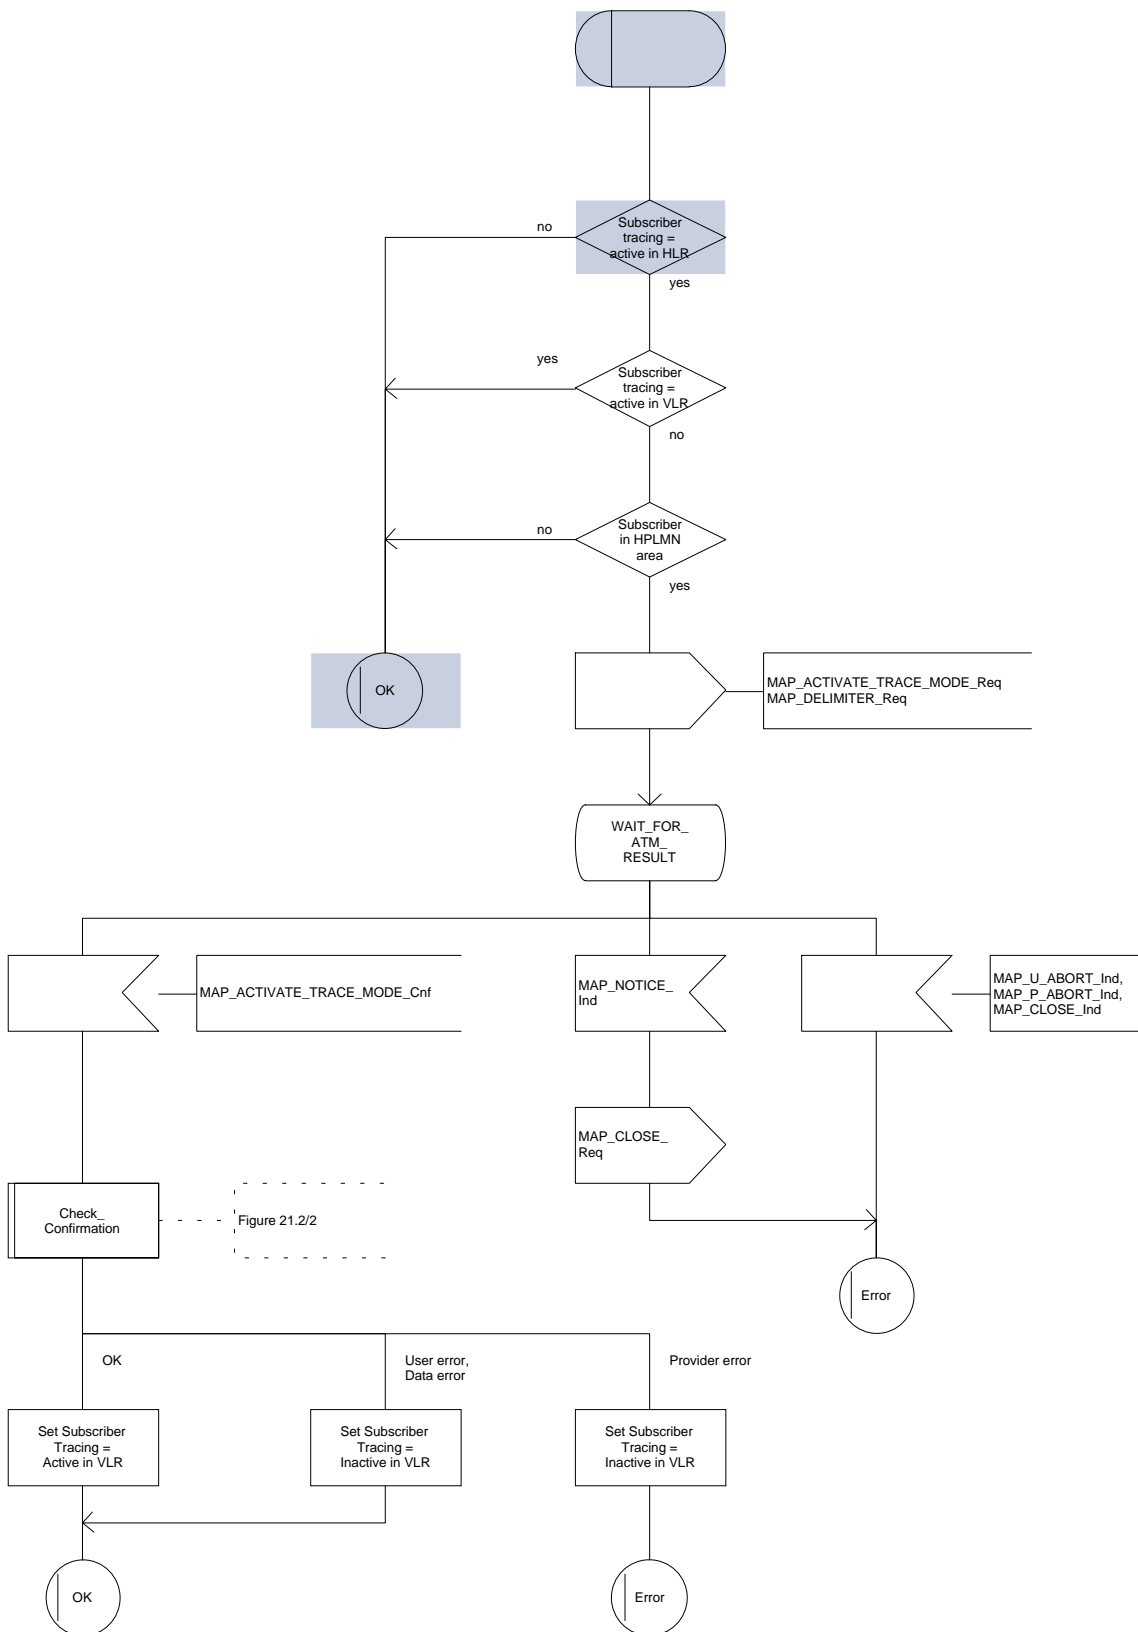 Subscriber
tracing =
active in HLR
no
yes
Subscriber
tracing =
active in VLR
yes
no
Subscriber
in HPLMN
area
no
yes
OK
MAP_ACTIVATE_TRACE_MODE_Req
MAP_DELIMITER_Req
WAIT_FOR_
ATM_
RESULT
MAP_ACTIVATE_TRACE_MODE_Cnf
MAP_NOTICE_
Ind
MAP_U_ABORT_Ind,
MAP_P_ABORT_Ind,
MAP_CLOSE_Ind
MAP_CLOSE_
Req
Check_
Confirmation
Figure 21.2/2
Error
OK
User error,
Data error
Provider error
Set Subscriber
Tracing =
Active in VLR
Set Subscriber
Tracing =
Inactive in VLR
Set Subscriber
Tracing =
Inactive in VLR
OK
Error